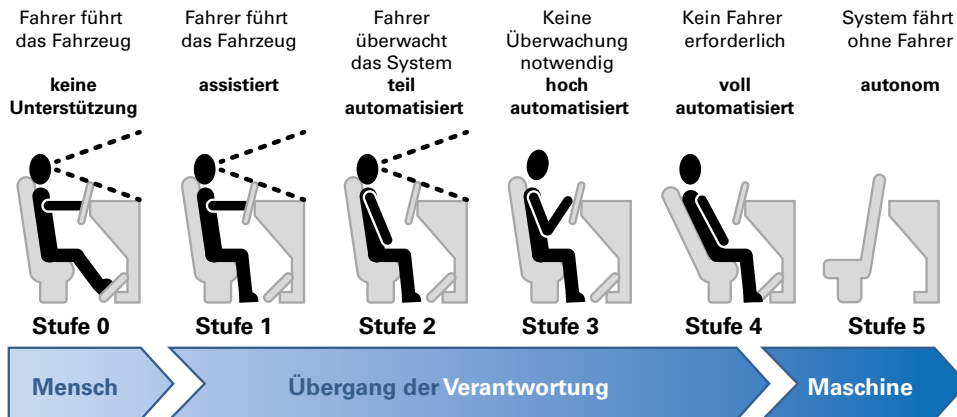 Fahrer führt
das Fahrzeug
keine
Unterstützung
Fahrer führt
das Fahrzeug
assistiert
Fahrer
überwacht
das System
teil
automatisiert
Keine
Überwachung
notwendig
hoch
automatisiert
Kein Fahrer
erforderlich
voll
automatisiert
System fährt
ohne Fahrer
autonom
Stufe 0
Stufe 1
Stufe 2
Stufe 3
Stufe 4
Stufe 5
Mensch
Übergang der Verantwortung
Maschine